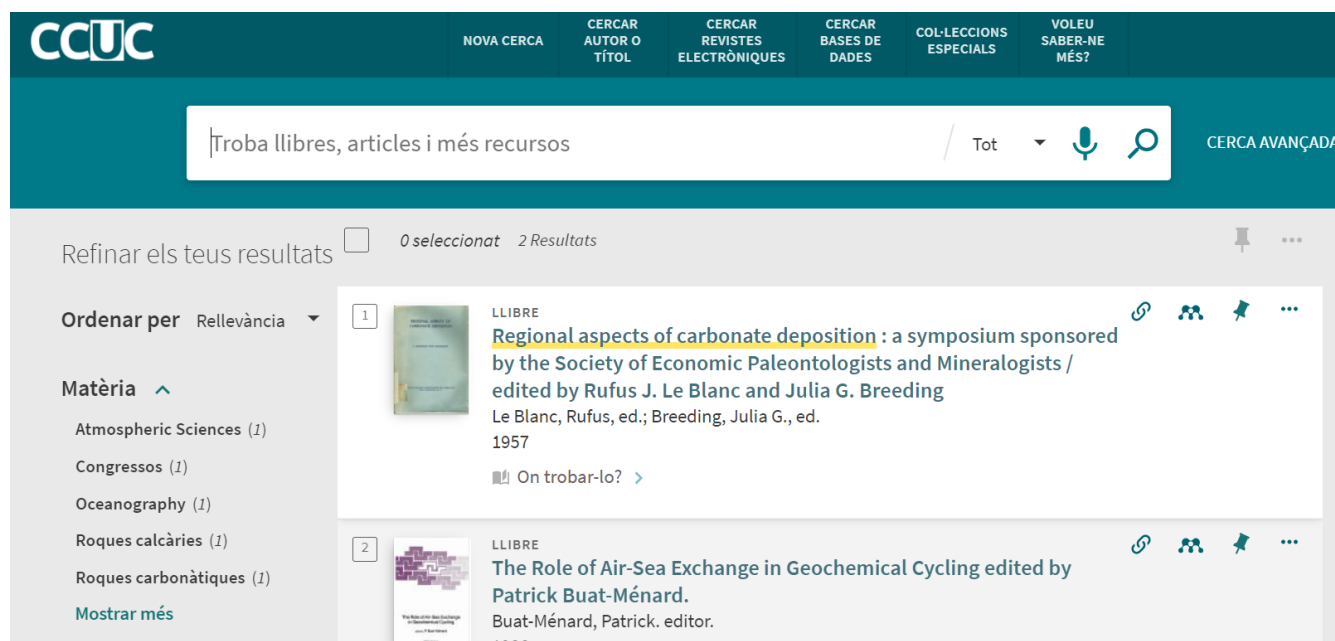 CCUC
NOVA CERCA
CERCAR
AUTOR O
TÍTOL
CERCAR
REVISTES
ELECTRÒNIQUES
CERCAR
BASES DE
DADES
COL·LECCIONS
ESPECIALS
VOLEU
SABER-NE
MÉS?
Troba llibres, articles i més recursos
Tot
CERCA AVANÇADA
Refinar els teus resultats
0 seleccionat 2 Resultats
Ordenar per Rellevància
Matèria
Atmospheric Sciences (1)
Congressos (1)
Oceanography (1)
Roques calcàries (1)
Roques carbonàtiques (1)
Mostrar més
1
LLIBRE
Regional aspects of carbonate deposition : a symposium sponsored
by the Society of Economic Paleontologists and Mineralogists /
edited by Rufus J. Le Blanc and Julia G. Breeding
Le Blanc, Rufus, ed.; Breeding, Julia G., ed.
1957
On trobar-lo?
2
LLIBRE
The Role of Air-Sea Exchange in Geochemical Cycling edited by
Patrick Buat-Ménard.
Buat-Ménard, Patrick. editor.